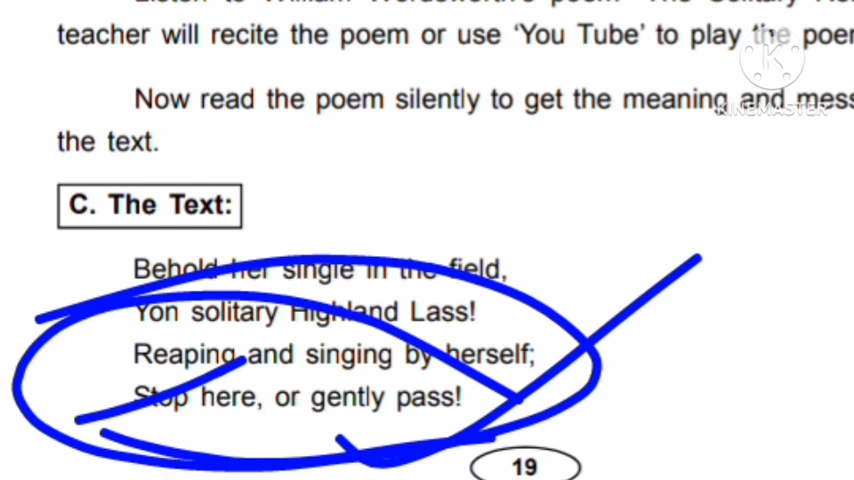 teacher will recite the poem or use ‘You Tube’ to play the
KINEMASTER
Now read the poem silently to get the meaning and
the text.
C. The Text:
Behold her single in the field,
Yon solitary Highland Lass!
Reaping and singing by herself;
Stop here, or gently pass!
19